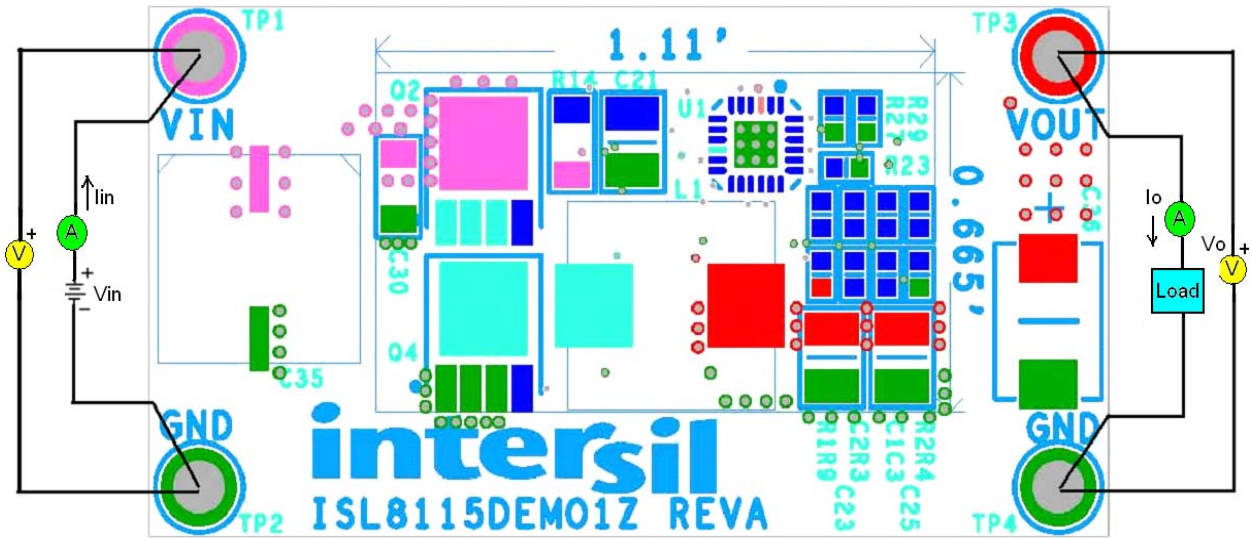 TP1
TP3
1.11'
Q2
R14 C21
U1
R27
R29
VIN
VOUT
R23
L1
0.665'
C36
Iin
A
V
+
+
Vin
−
Io
A
Vo
+
V
Load
C30
Q4
C35
GND
GND
R1R9
C23
C2R3
C1C3
C25
R2R4
intersil
ISL8115DEMO1Z REVA
TP2
TP4